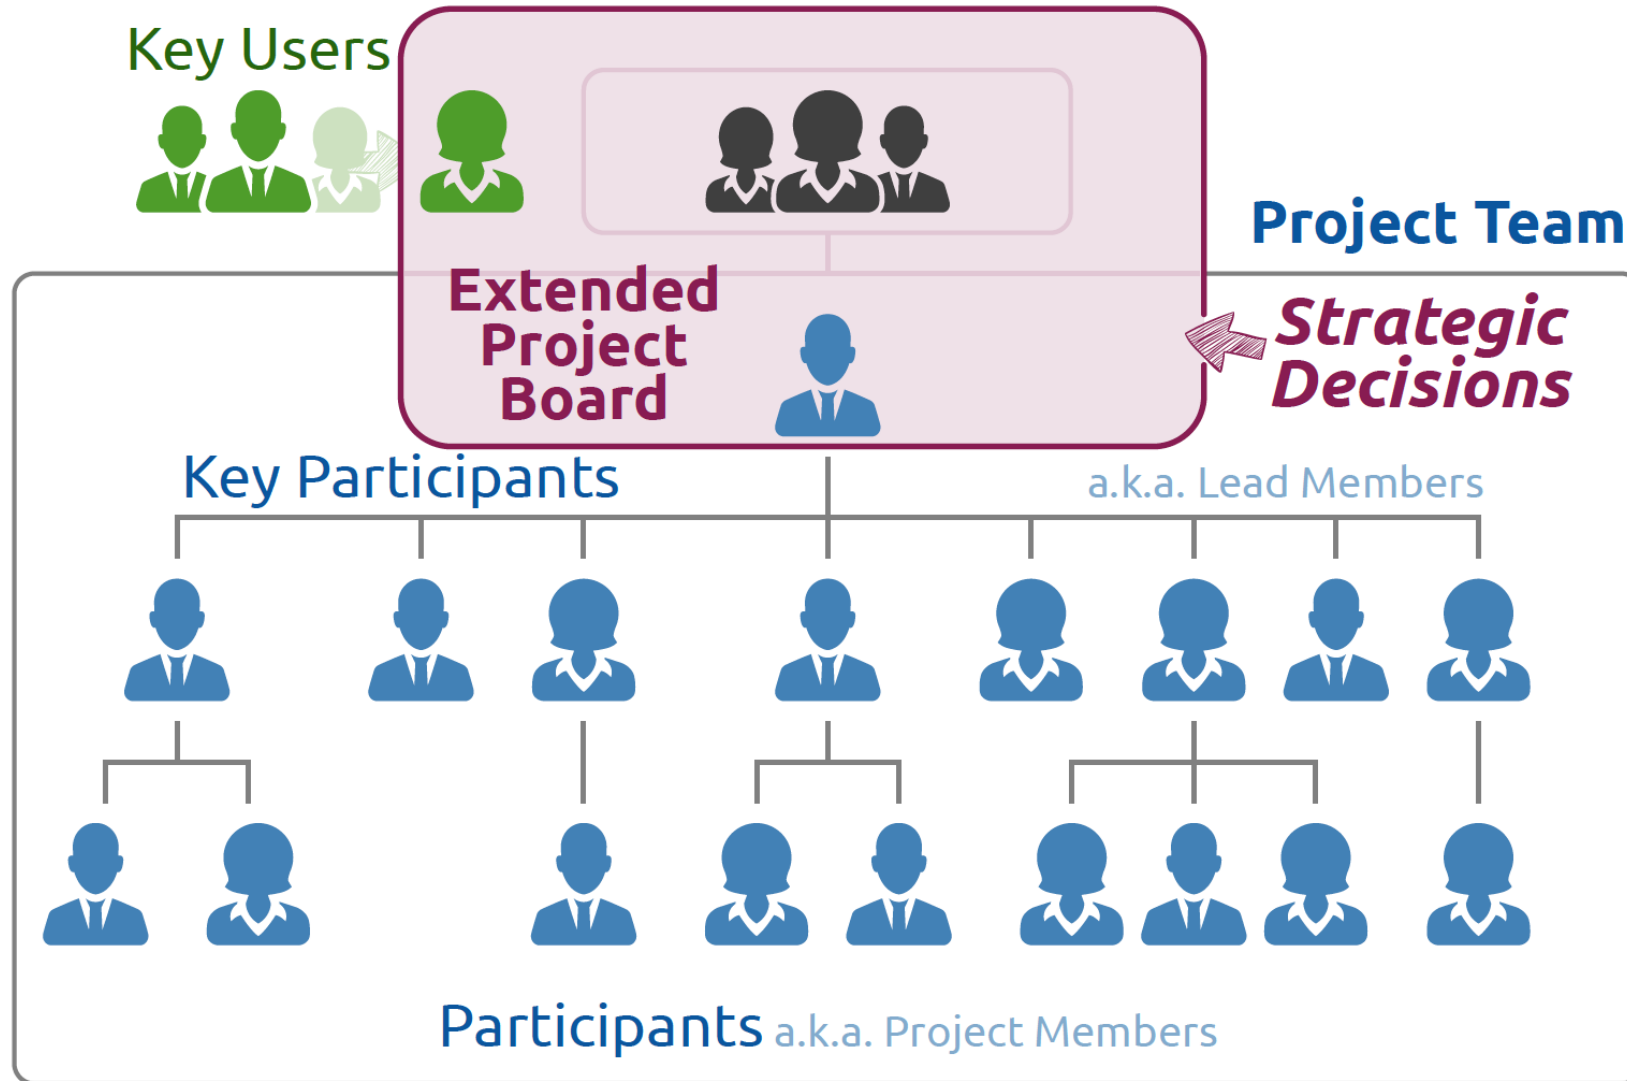 Key Users
Project Team
Extended
Project
Board
Strategic
Decisions
Key Participants
a.k.a. Lead Members
Participants a.k.a. Project Members